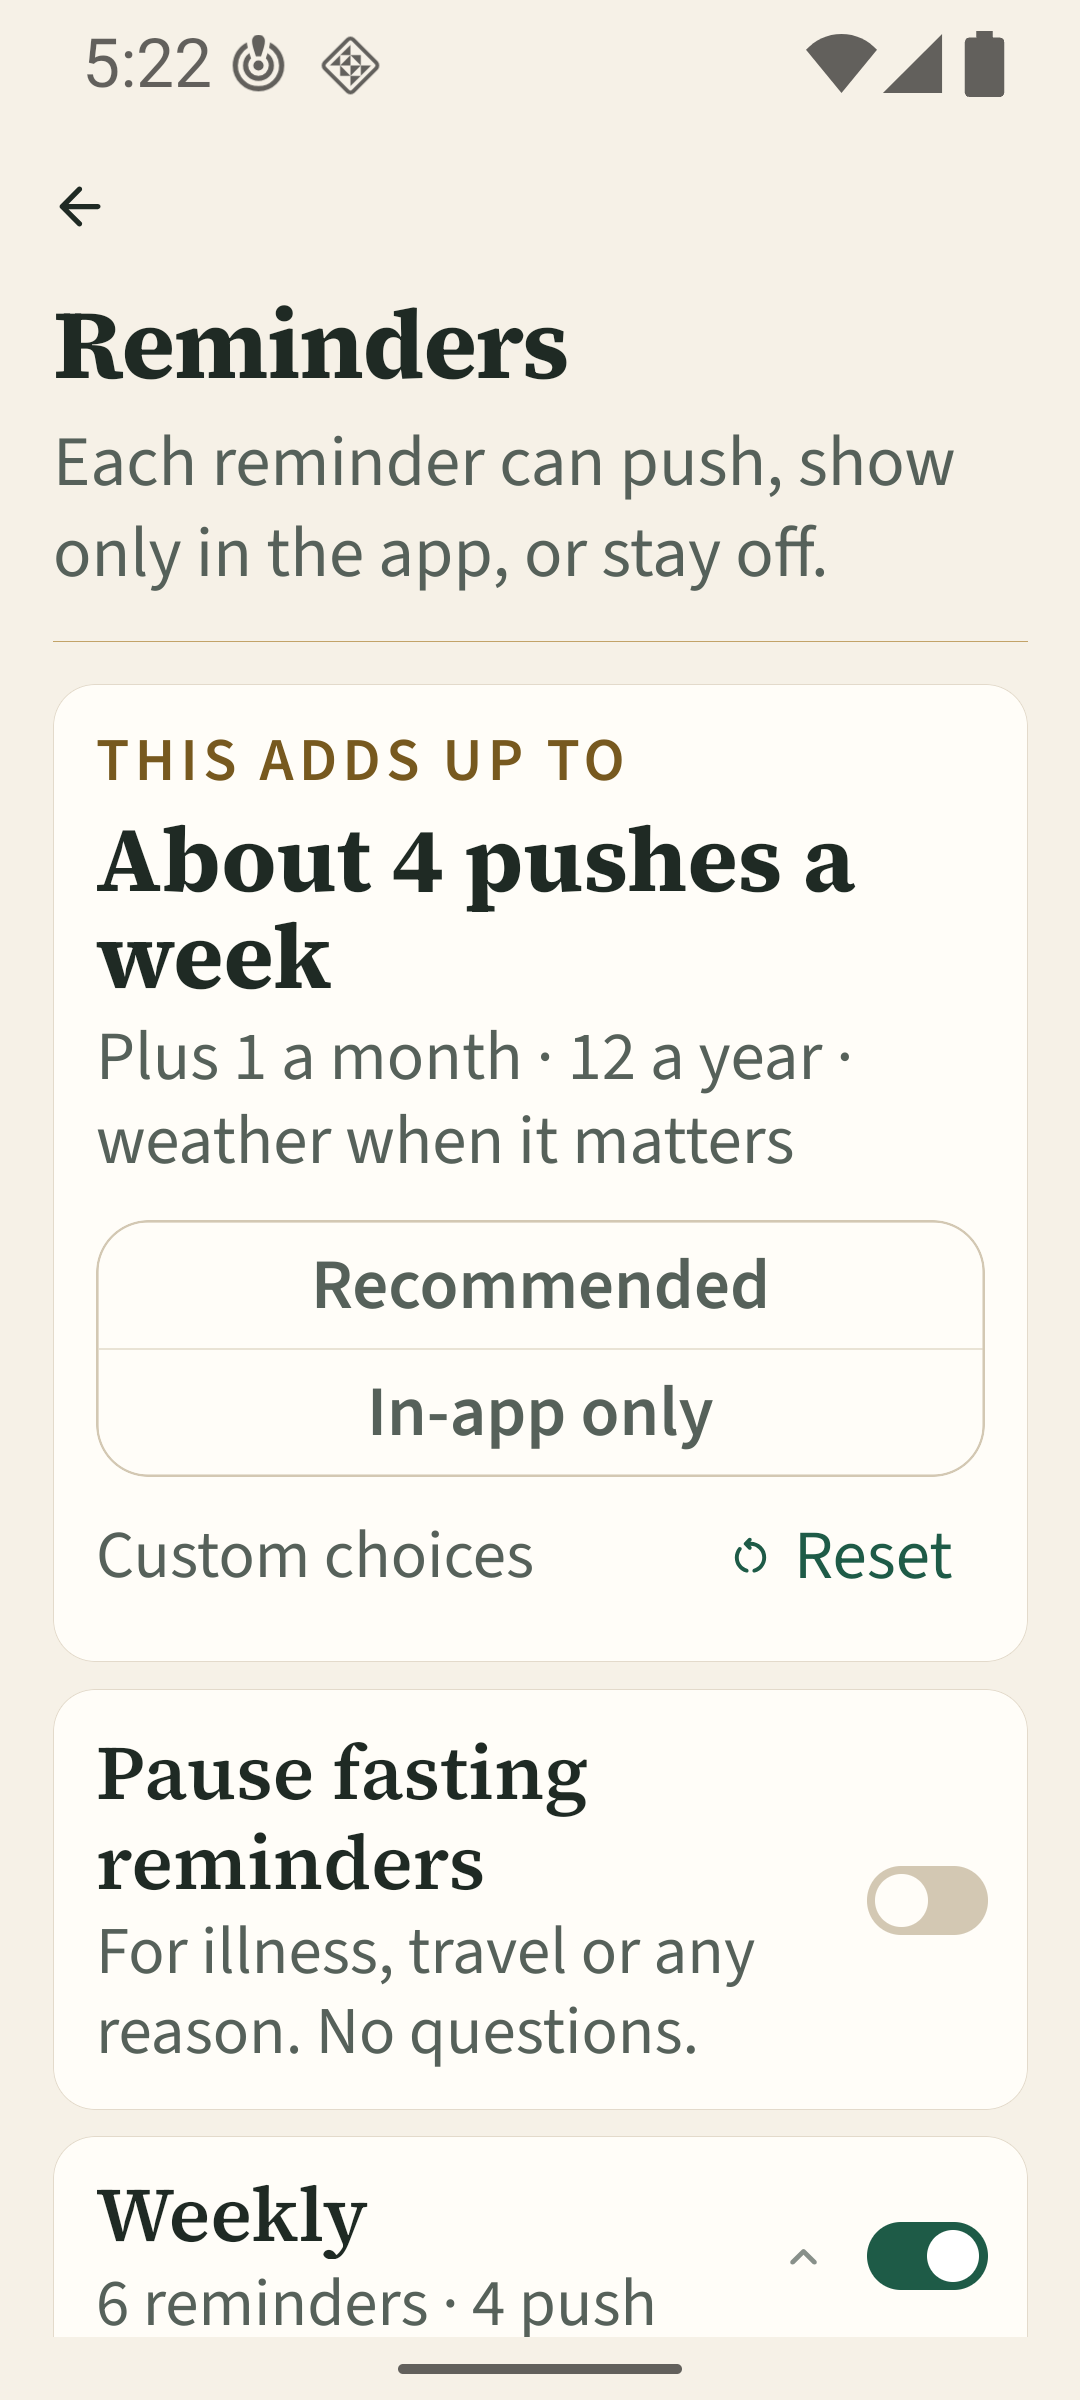 5:22
Reminders
Each reminder can push, show
only in the app, or stay off.
THIS ADDS UP TO
About 4 pushes a
week
Plus 1 a month · 12 a year ·
weather when it matters
Recommended
In-app only
Custom choices
Reset
Pause fasting
reminders
For illness, travel or any
reason. No questions.
Weekly
6 reminders · 4 push